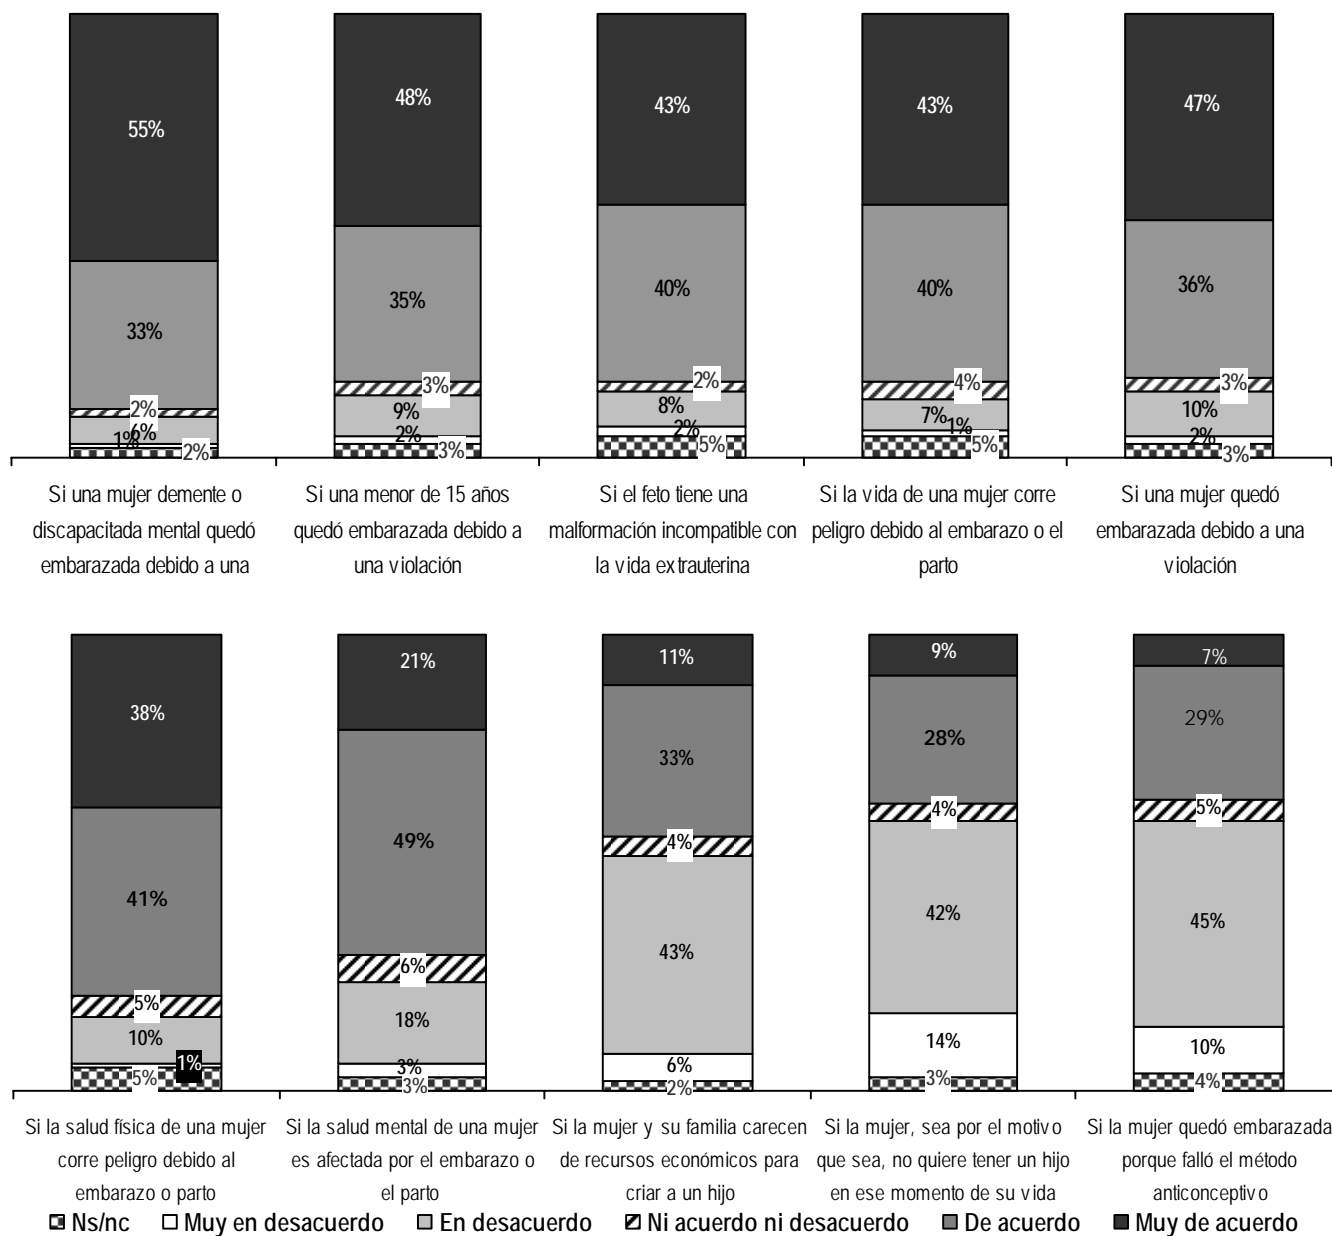 55%
48%
43%
43%
47%
33%
35%
40%
40%
36%
2%
3%
2%
4%
3%
6%
9%
8%
7%
10%
1%
2%
2%
1%
2%
2%
3%
5%
5%
3%
Si una mujer demente o
discapacitada mental quedó
embarazada debido a una
Si una menor de 15 años
quedó embarazada debido a
una violación
Si el feto tiene una
malformación incompatible con
la vida extrauterina
Si la vida de una mujer corre
peligro debido al embarazo o el
parto
Si una mujer quedó
embarazada debido a una
violación
38%
21%
11%
9%
7%
41%
49%
33%
28%
29%
5%
6%
4%
4%
5%
10%
18%
43%
42%
45%
1%
3%
6%
14%
10%
5%
3%
2%
3%
4%
Si la salud física de una mujer
corre peligro debido al
embarazo o parto
Si la salud mental de una mujer
es afectada por el embarazo o
el parto
Si la mujer y su familia carecen
de recursos económicos para
criar a un hijo
Si la mujer, sea por el motivo
que sea, no quiere tener un hijo
en ese momento de su vida
Si la mujer quedó embarazada
porque falló el método
anticonceptivo
Ns/nc Muy en desacuerdo En desacuerdo Ni acuerdo ni desacuerdo De acuerdo Muy de acuerdo